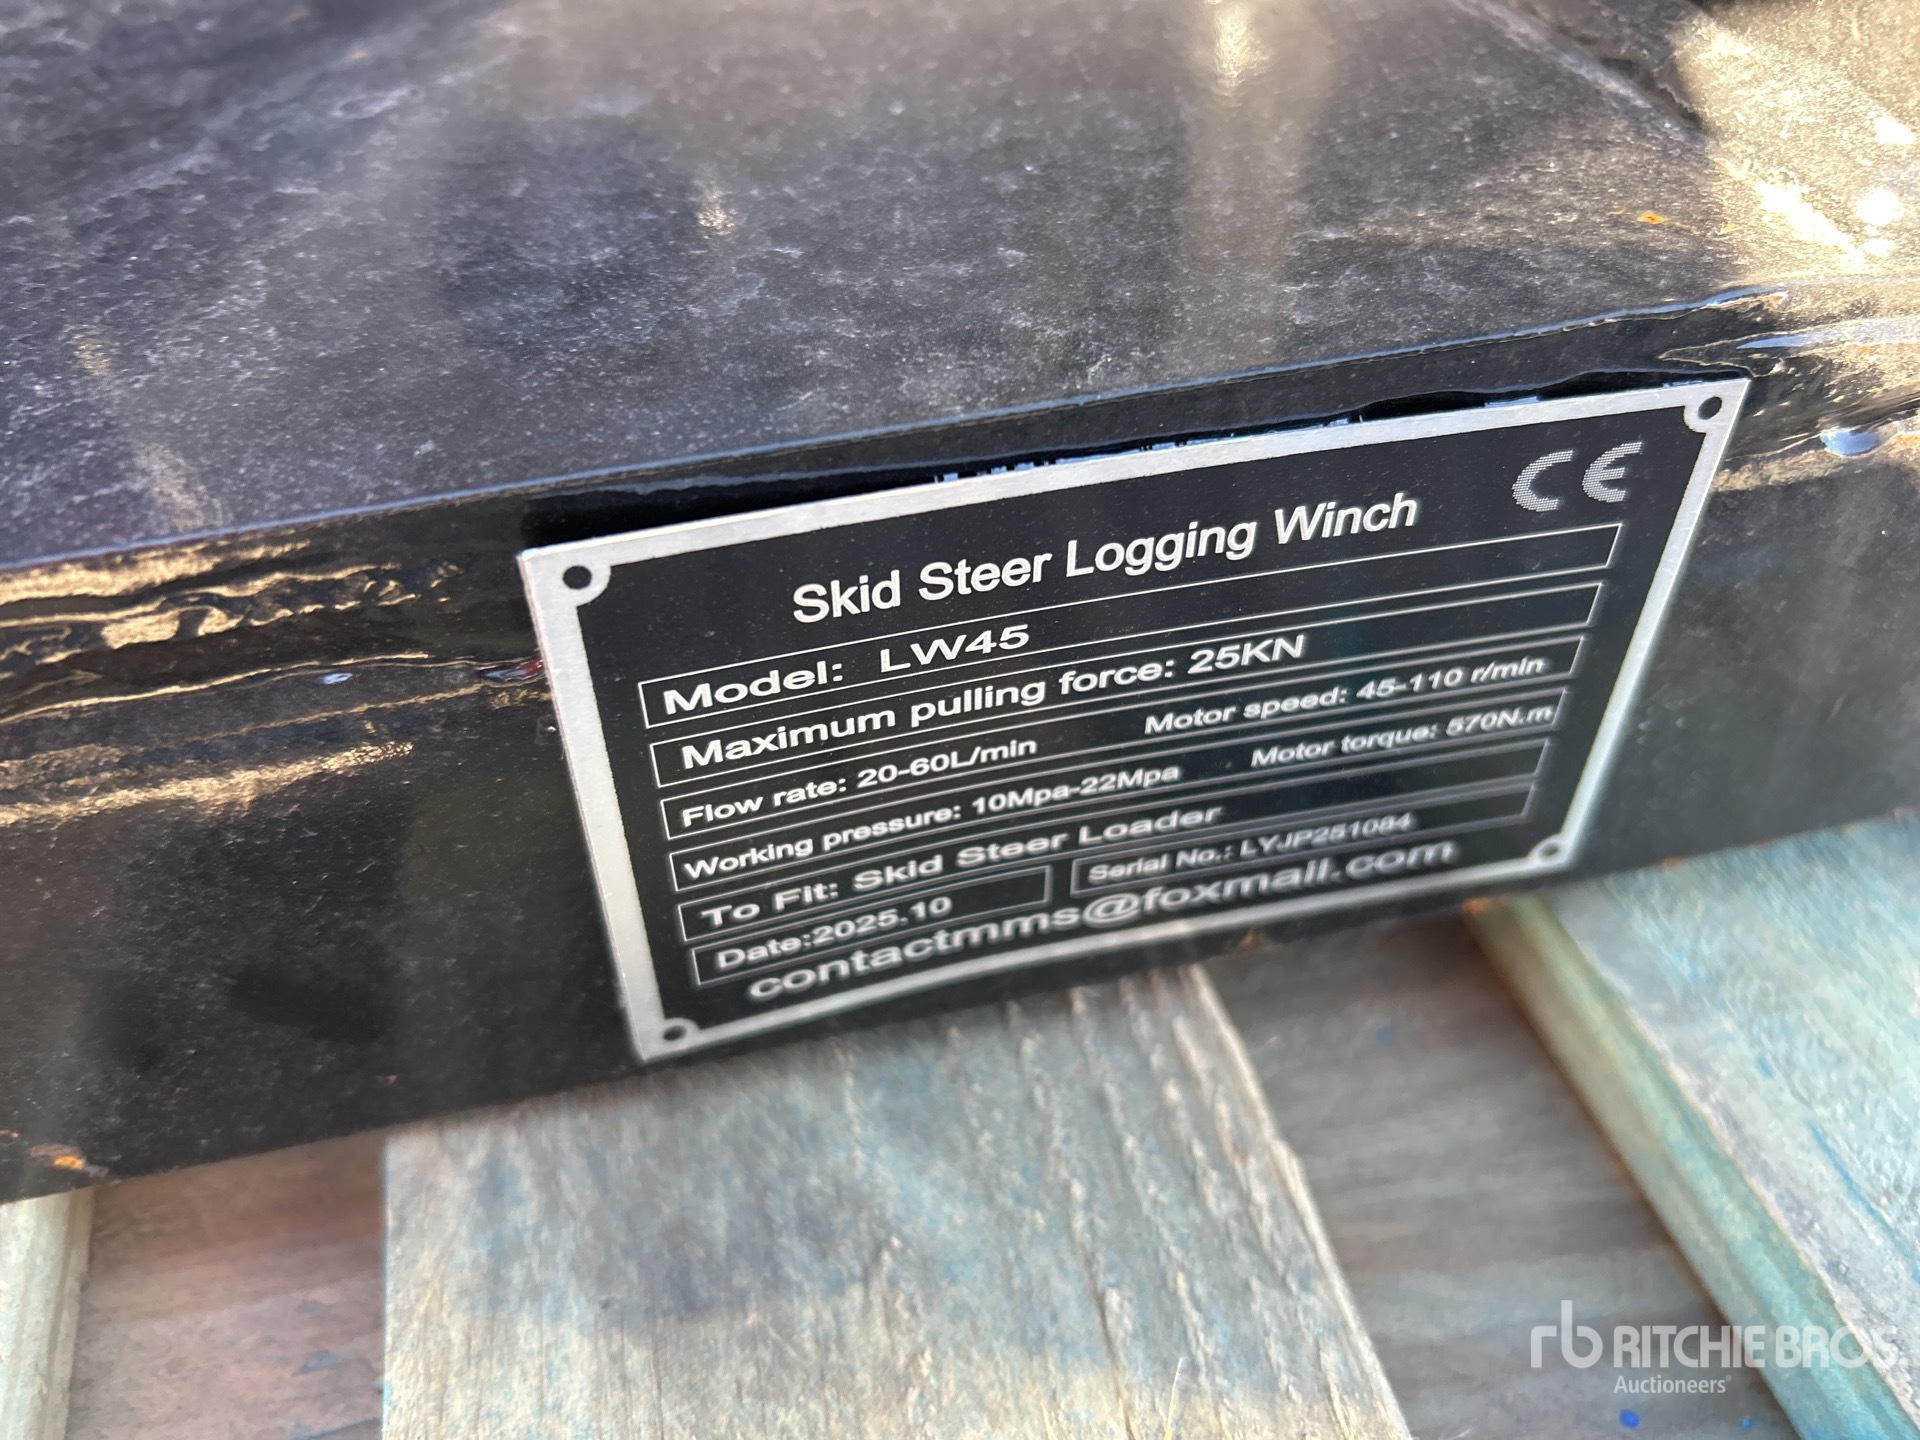 CE
Skid Steer Logging Winch
Model: LW45
Maximum pulling force: 25KN
Flow rate: 20-60L/min Motor speed: 45-110 r/min
Working pressure: 10Mpa-22Mpa Motor torque: 570N.m
To Fit: Skid Steer Loader
Date:2025.10 Serial No.: LYJP251084
contactmms@foxmail.com
rb RITCHIE BROS.
Auctioneers